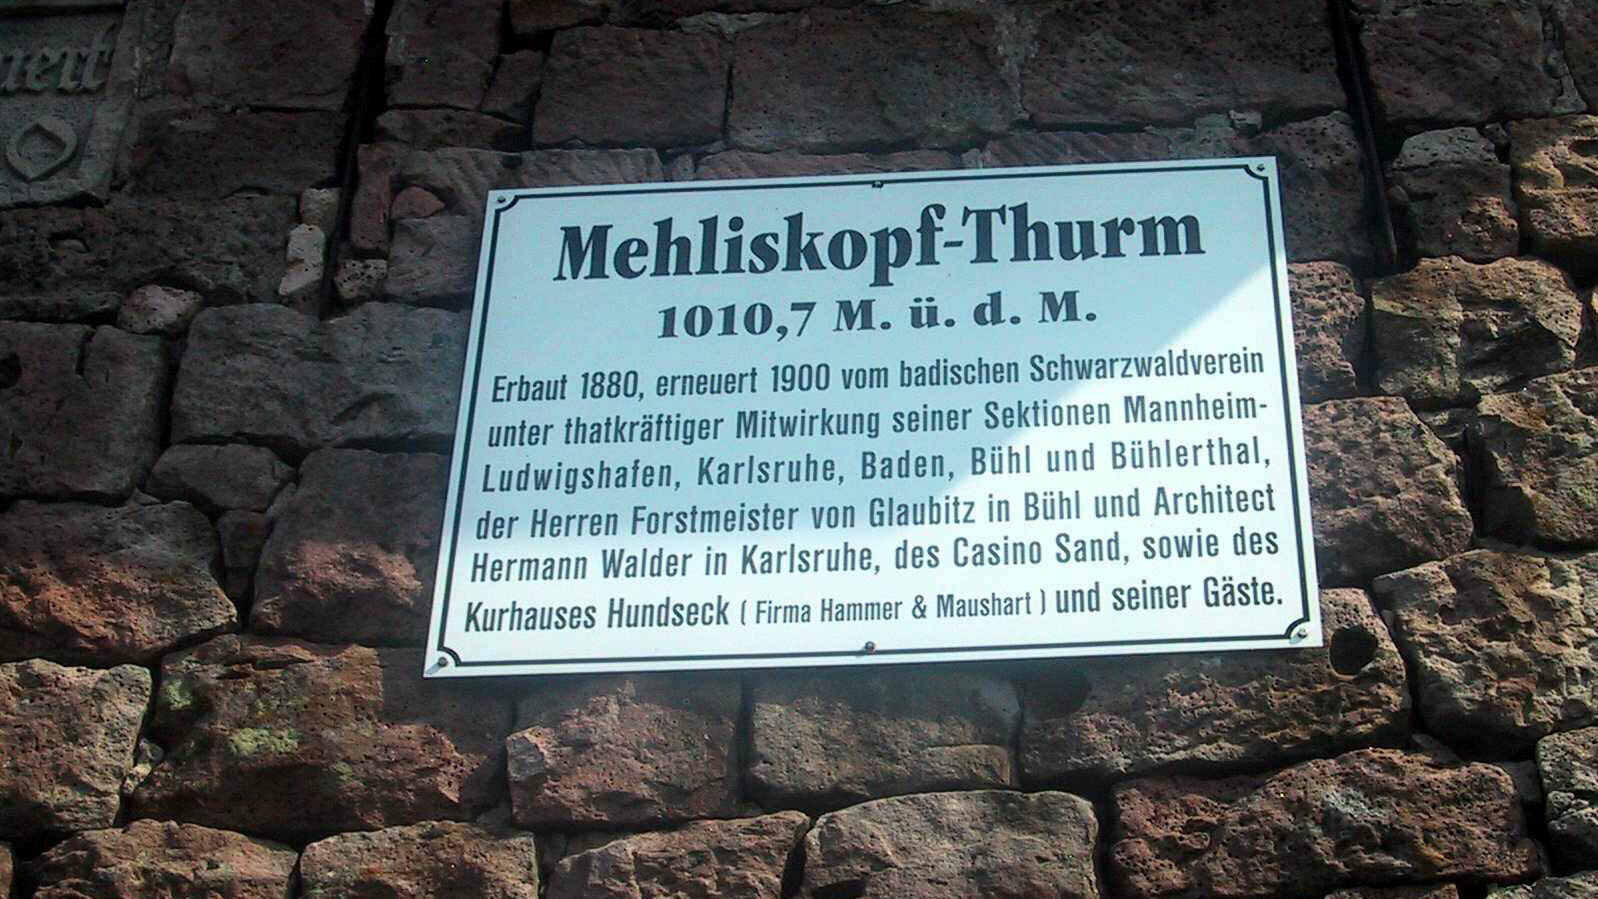 Mehliskopf-Thurm
1010,7 M. ü. d. M.
Erbaut 1880, erneuert 1900 vom badischen Schwarzwaldverein
unter thatkräftiger Mitwirkung seiner Sektionen Mannheim-
Ludwigshafen, Karlsruhe, Baden, Bühl und Bühlerthal,
der Herren Forstmeister von Glaubitz in Bühl und Architect
Hermann Walder in Karlsruhe, des Casino Sand, sowie des
Kurhauses Hundseck ( Firma Hammer & Maushart ) und seiner Gäste.